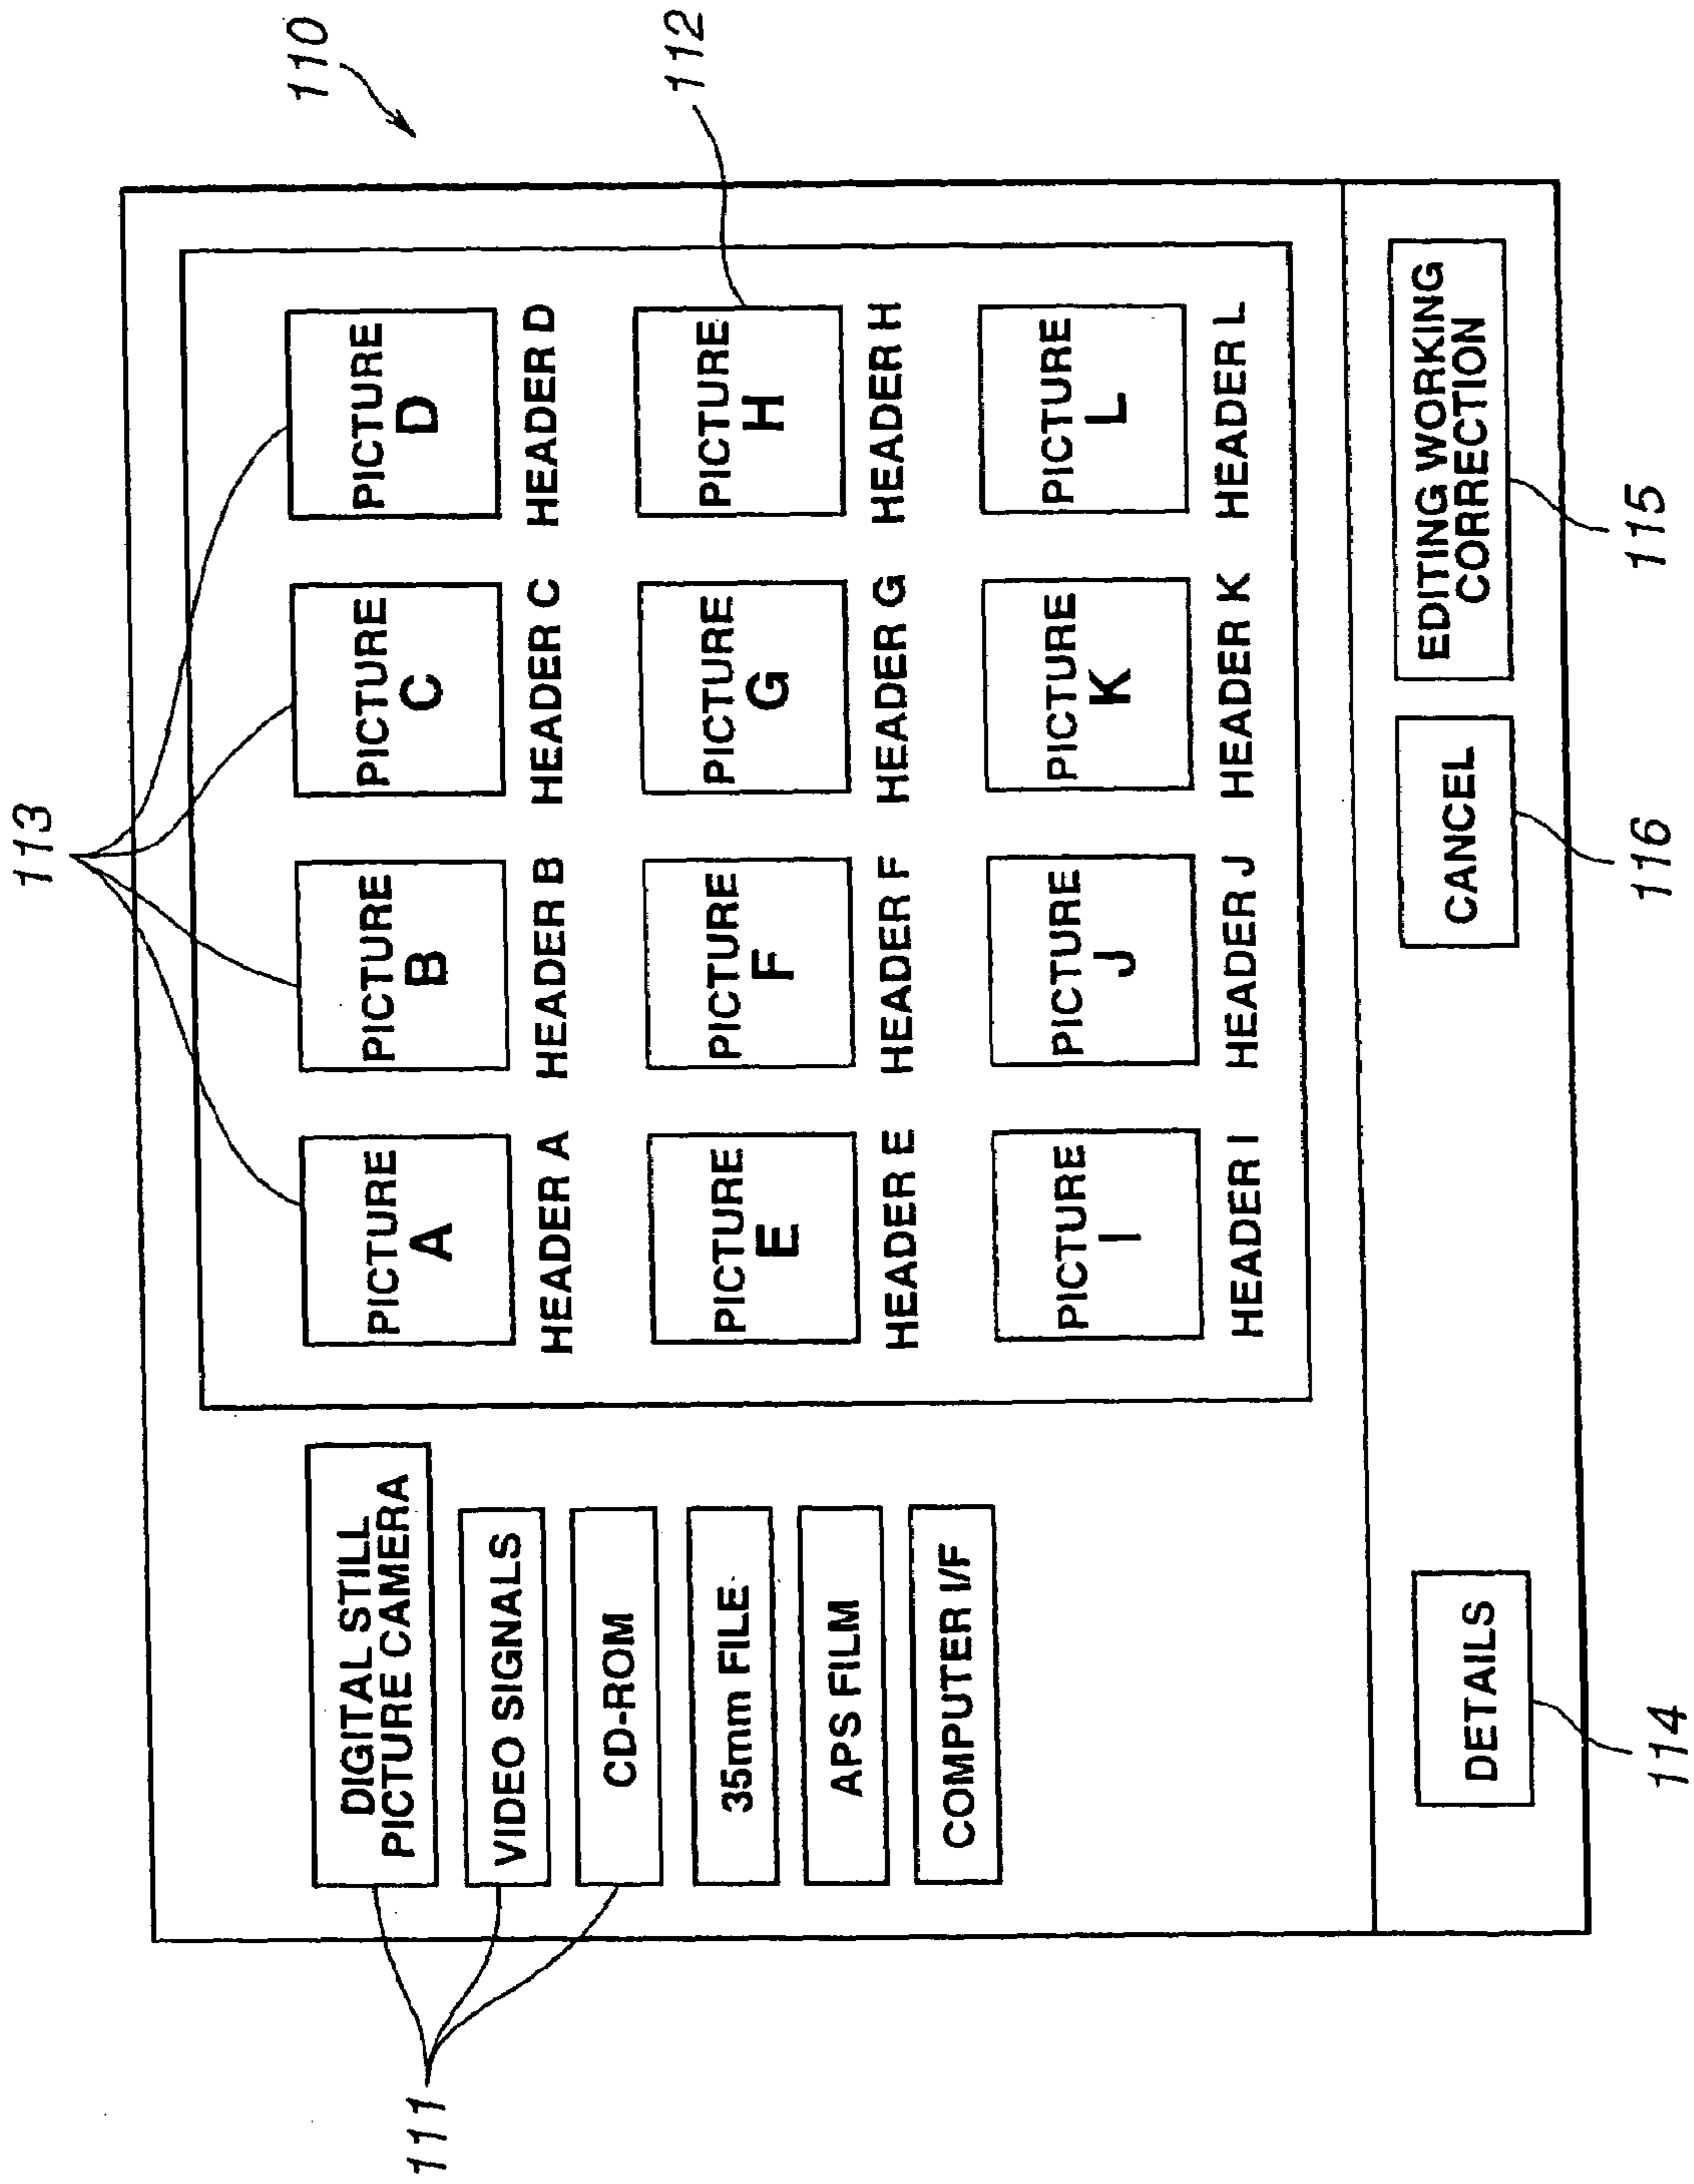 110
113
112
DIGITAL STILL
PICTURE CAMERA
VIDEO SIGNALS
CD-ROM
35mm FILE
APS FILM
COMPUTER I/F
111
PICTURE
A
PICTURE
B
PICTURE
C
PICTURE
D
HEADER A
HEADER B
HEADER C
HEADER D
PICTURE
E
PICTURE
F
PICTURE
G
PICTURE
H
HEADER E
HEADER F
HEADER G
HEADER H
PICTURE
I
PICTURE
J
PICTURE
K
PICTURE
L
HEADER I
HEADER J
HEADER K
HEADER L
DETAILS
CANCEL
EDITING WORKING
CORRECTION
114
116
115